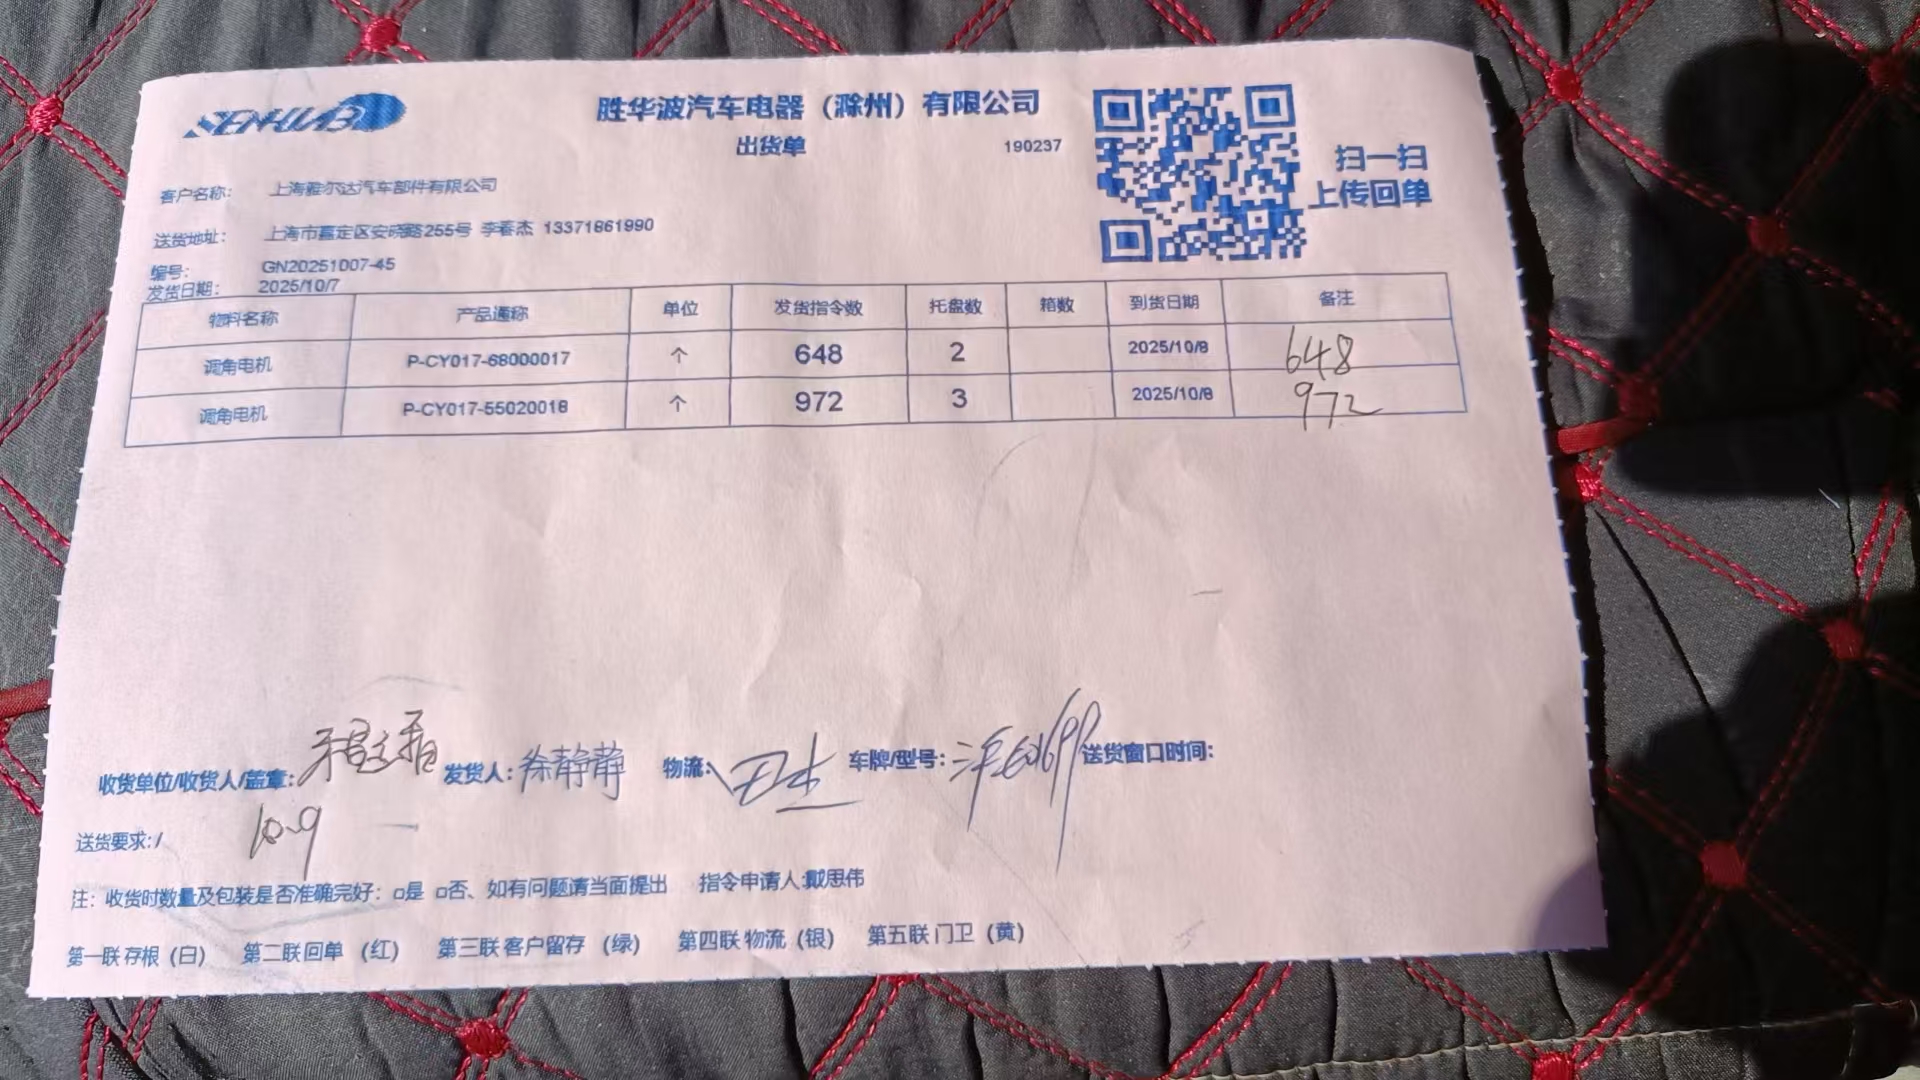 SENHUB
胜华波汽车电器（滁州）有限公司
出货单
190237
扫一扫
上传回单
客户名称: 上海雅尔达汽车部件有限公司
送货地址: 上海市嘉定区安晓路255号 李春杰 13371861990
编号: GN20251007-45
发货日期: 2025/10/7
物料名称 产品通称 单位 发货指令数 托盘数 箱数 到货日期 备注
调角电机 P-CY017-68000017 个 648 2 2025/10/8 648
调角电机 P-CY017-55020018 个 972 3 2025/10/8 972
收货单位/收货人/盖章: 发货人: 徐静静 物流: 车牌/型号: 送货窗口时间:
送货要求: / 10.9
注: 收货时数量及包装是否准确完好: □是 □否、如有问题请当面提出 指令申请人:戴思伟
第一联 存根（白） 第二联 回单（红） 第三联 客户留存（绿） 第四联 物流（银） 第五联 门卫（黄）